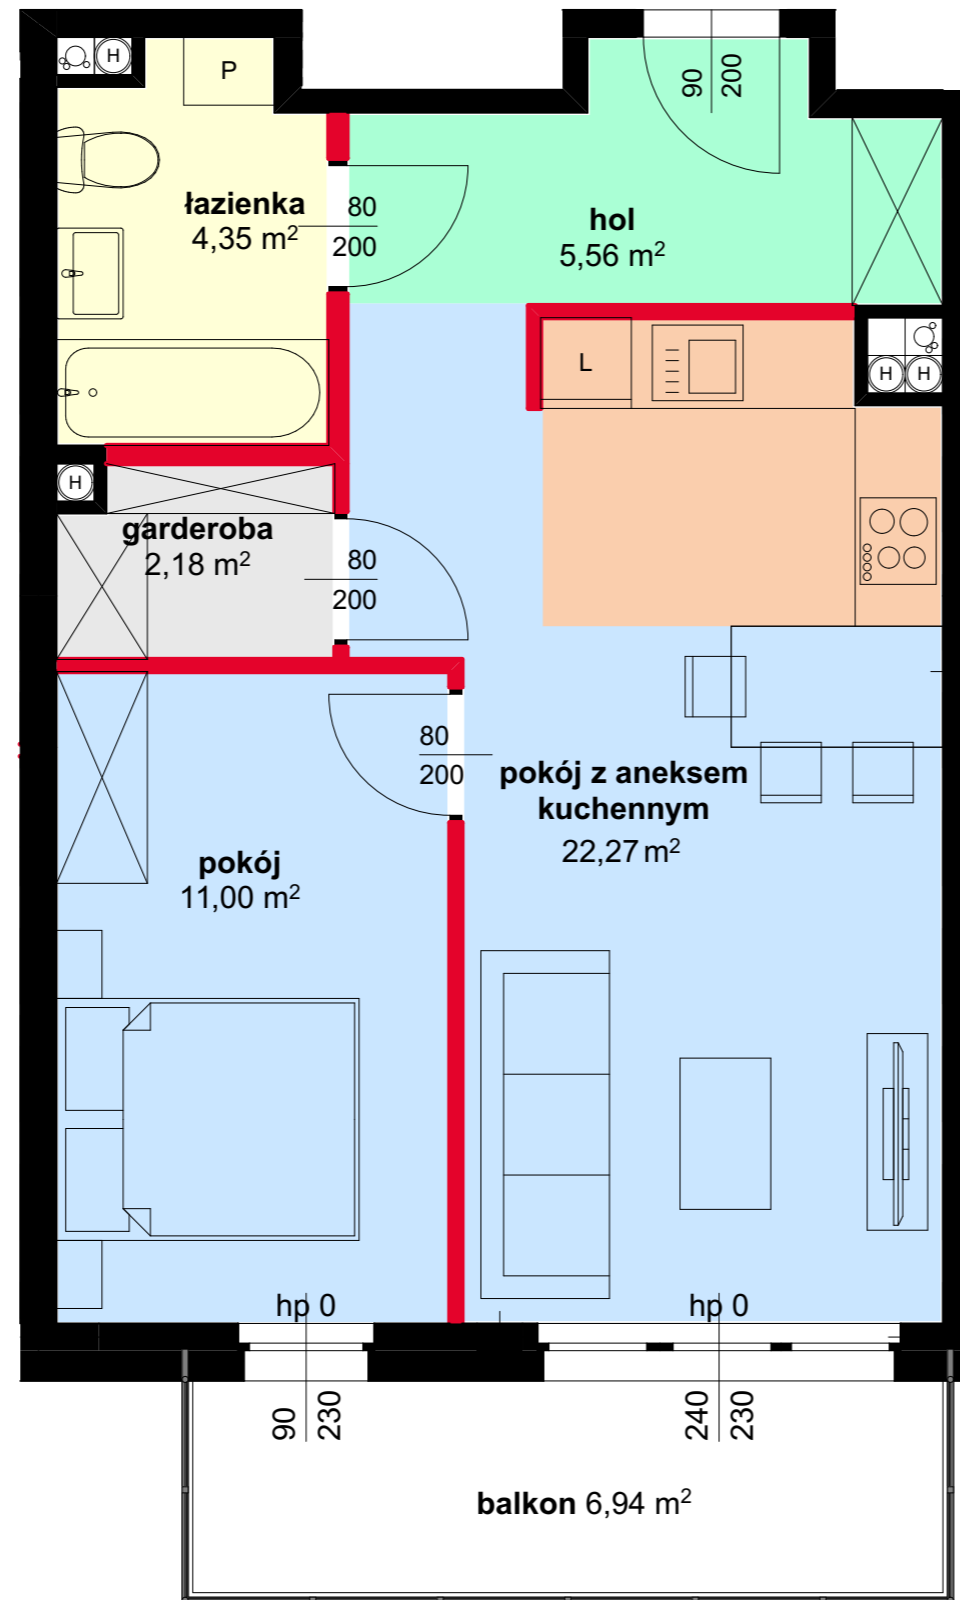 H
P
90
200
łazienka
4,35 m²
80
200
hol
5,56 m²
L
H H
H
garderoba
2,18 m²
80
200
80
200
pokój z aneksem
kuchennym
22,27 m²
pokój
11,00 m²
hp 0
hp 0
90
230
240
230
balkon 6,94 m²